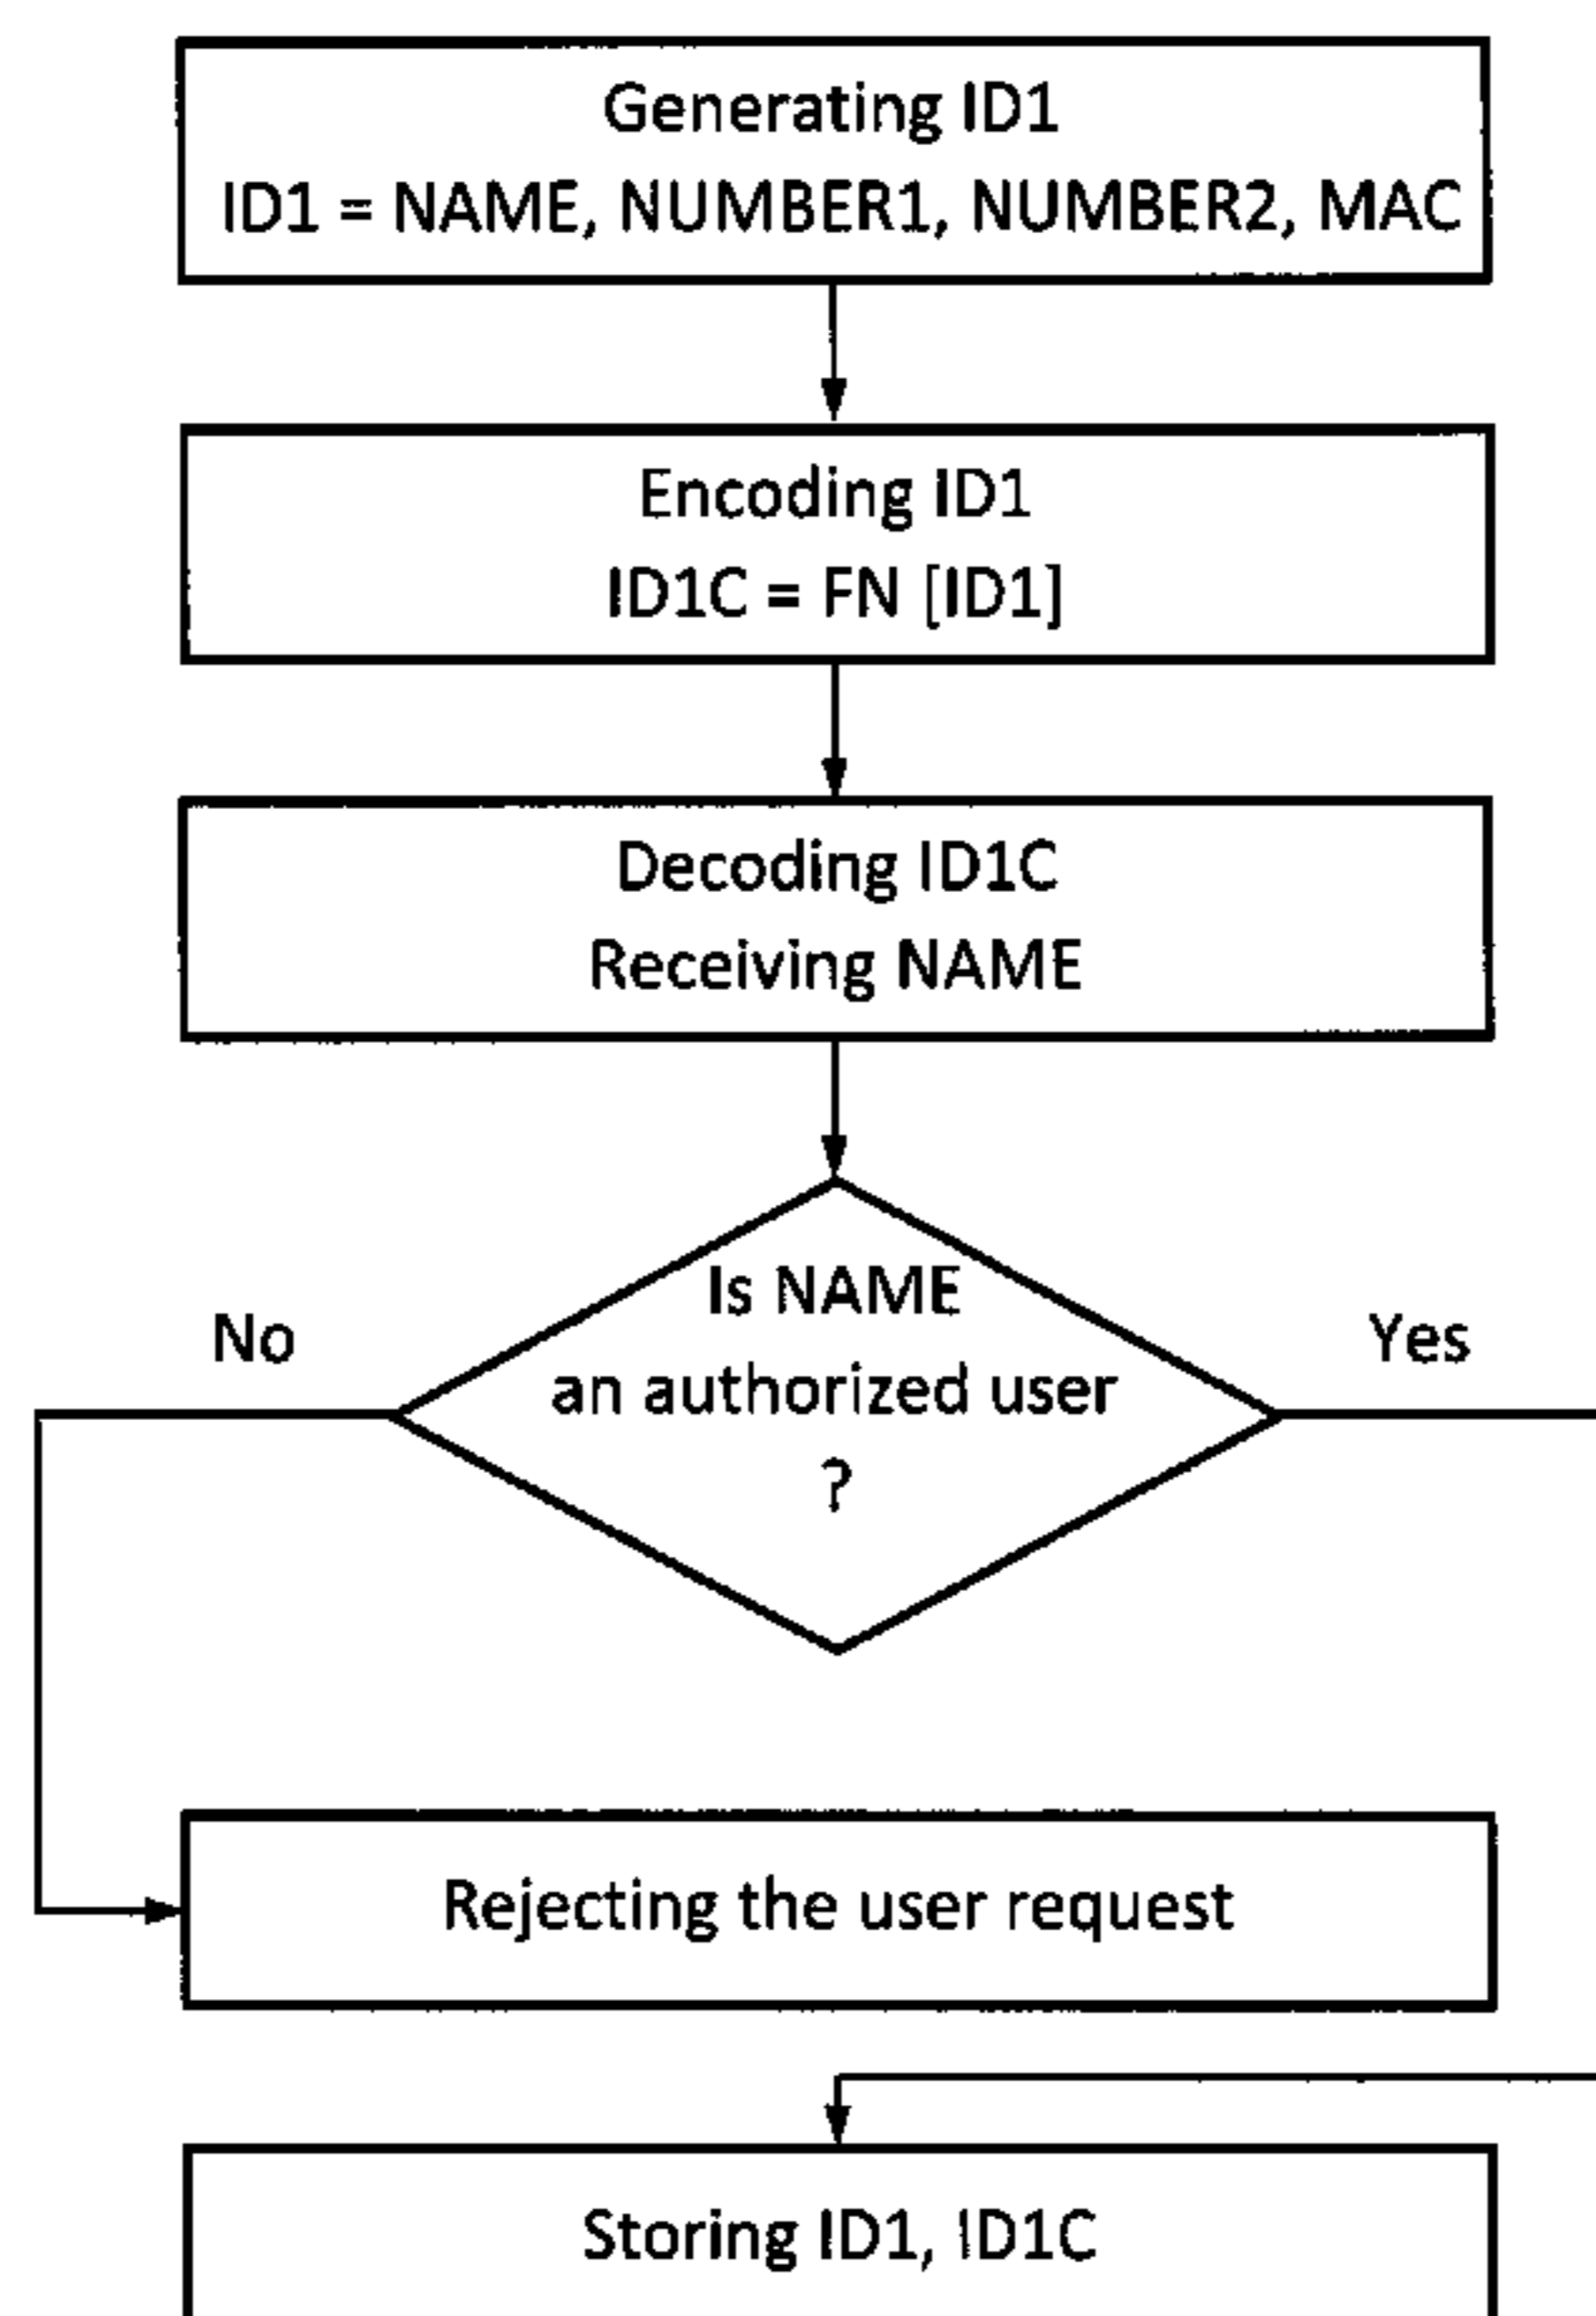 Generating ID1
ID1 = NAME, NUMBER1, NUMBER2, MAC
Encoding ID1
ID1C = FN [ID1]
Decoding ID1C
Receiving NAME
Is NAME
an authorized user
?
No
Yes
Rejecting the user request
Storing ID1, ID1C